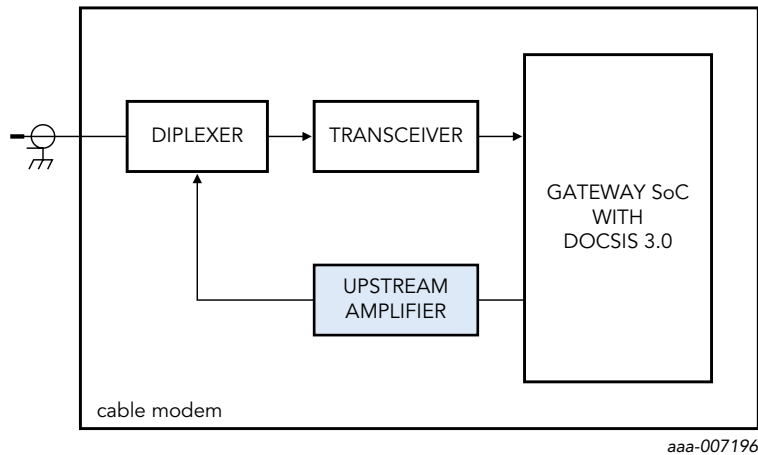 DIPLEXER
TRANSCEIVER
GATEWAY SoC
WITH
DOCSIS 3.0
UPSTREAM
AMPLIFIER
cable modem
aaa-007196